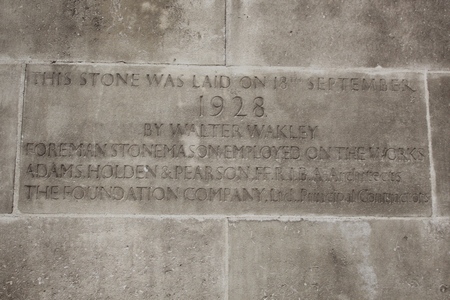 THIS STONE WAS LAID ON 18TH SEPTEMBER
1928
BY WALTER WAKLEY
FOREMAN STONEMASON EMPLOYED ON THE WORKS
ADAMS. HOLDEN & PEARSON. FF.R.I.B.A. Architects
THE FOUNDATION COMPANY. Ltd. Principal Contractors